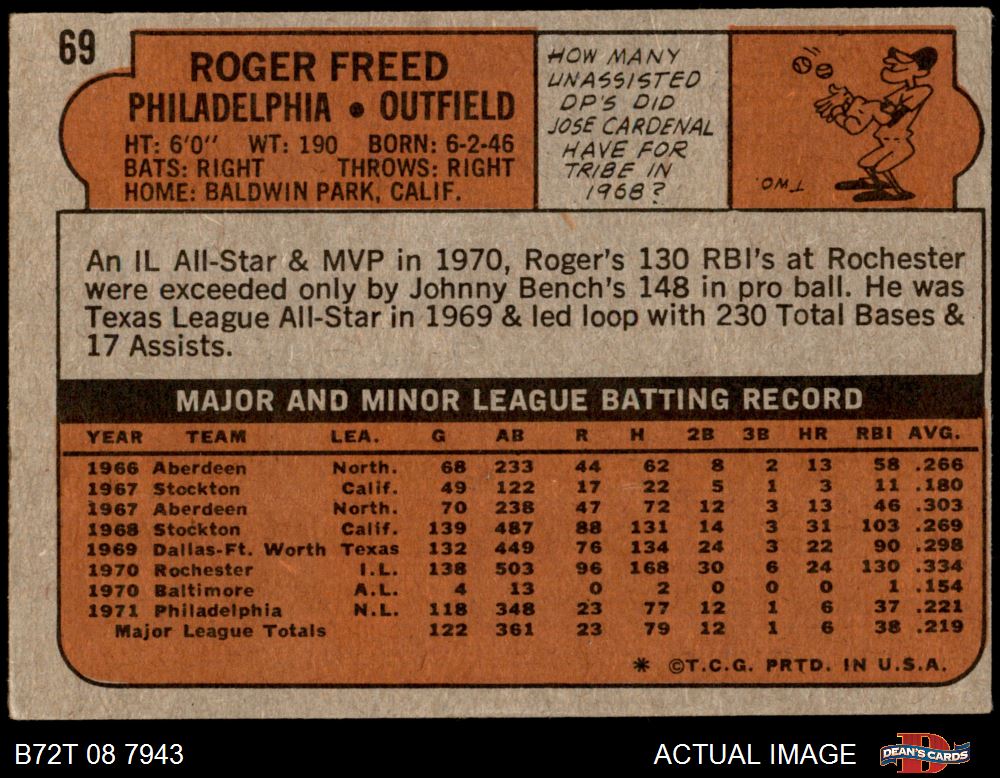 69
ROGER FREED
PHILADELPHIA • OUTFIELD
HT: 6'0" WT: 190 BORN: 6-2-46
BATS: RIGHT THROWS: RIGHT
HOME: BALDWIN PARK, CALIF.
HOW MANY
UNASSISTED
DP'S DID
JOSE CARDENAL
HAVE FOR
TRIBE IN
1968?
TWO.
An IL All-Star & MVP in 1970, Roger's 130 RBI's at Rochester
were exceeded only by Johnny Bench's 148 in pro ball. He was
Texas League All-Star in 1969 & led loop with 230 Total Bases &
17 Assists.
MAJOR AND MINOR LEAGUE BATTING RECORD
YEAR TEAM LEA. G AB R H 2B 3B HR RBI AVG.
1966 Aberdeen North. 68 233 44 62 8 2 13 58 .266
1967 Stockton Calif. 49 122 17 22 5 1 3 11 .180
1967 Aberdeen North. 70 238 47 72 12 3 13 46 .303
1968 Stockton Calif. 139 487 88 131 14 3 31 103 .269
1969 Dallas-Ft. Worth Texas 132 449 76 134 24 3 22 90 .298
1970 Rochester I.L. 138 503 96 168 30 6 24 130 .334
1970 Baltimore A.L. 4 13 0 2 0 0 0 1 .154
1971 Philadelphia N.L. 118 348 23 77 12 1 6 37 .221
Major League Totals 122 361 23 79 12 1 6 38 .219
* ©T.C.G. PRTD. IN U.S.A.
B72T 08 7943
ACTUAL IMAGE
DEAN'S CARDS